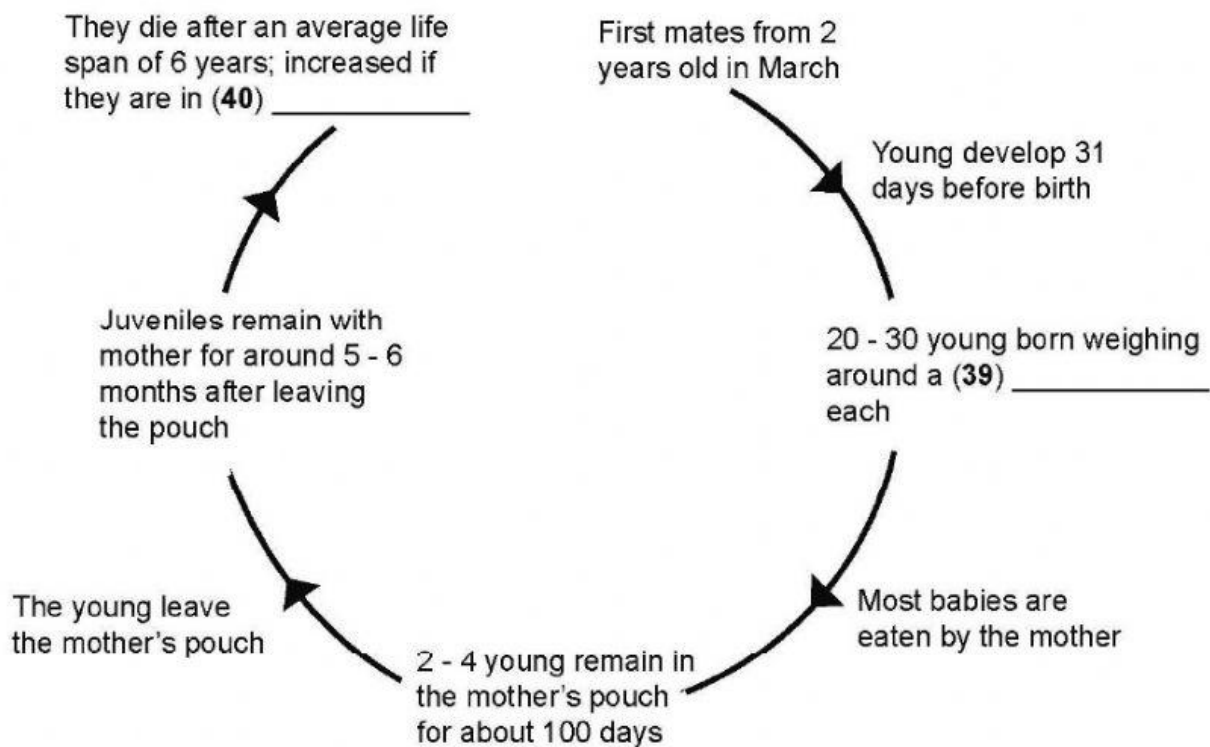 First mates from 2
years old in March
Young develop 31
days before birth
20 - 30 young born weighing
around a (39) ____________
each
Most babies are
eaten by the mother
2 - 4 young remain in
the mother's pouch
for about 100 days
The young leave
the mother's pouch
Juveniles remain with
mother for around 5 - 6
months after leaving
the pouch
They die after an average life
span of 6 years; increased if
they are in (40) ____________